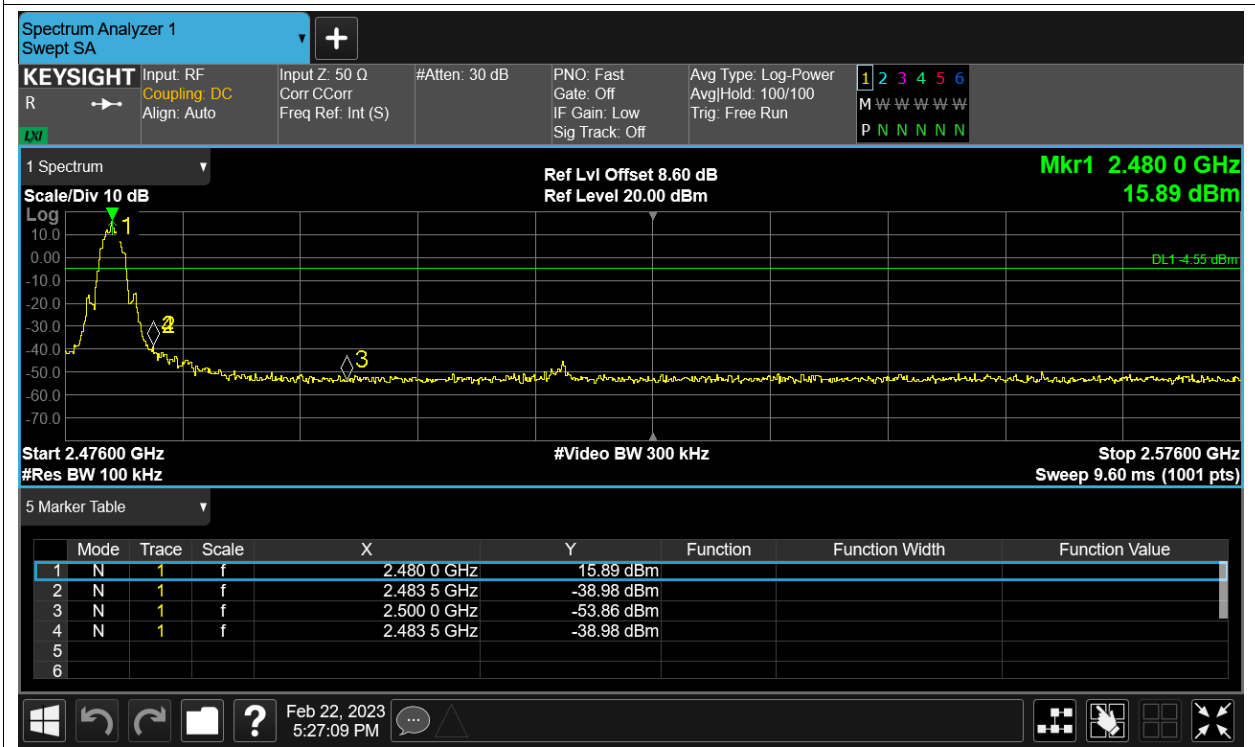 Spectrum Analyzer 1
Swept SA
KEYSIGHT Input: RF Input Z: 50 Ω #Atten: 30 dB PNO: Fast Avg Type: Log-Power 1 2 3 4 5 6
R Coupling: DC Corr CCorr Gate: Off Avg|Hold: 100/100 M W W W W W
Align: Auto Freq Ref: Int (S) IF Gain: Low Trig: Free Run
LXI Sig Track: Off P N N N N N
1 Spectrum Ref Lvl Offset 8.60 dB Mkr1 2.480 0 GHz
Scale/Div 10 dB Ref Level 20.00 dBm 15.89 dBm
Log
1
10.0
0.00
DL1 -4.55 dBm
-10.0
-20.0
-30.0
-40.0
3
-50.0
-60.0
-70.0
Start 2.47600 GHz #Video BW 300 kHz Stop 2.57600 GHz
#Res BW 100 kHz Sweep 9.60 ms (1001 pts)
5 Marker Table
Mode Trace Scale X Y Function Function Width Function Value
1 N 1 f 2.480 0 GHz 15.89 dBm
2 N 1 f 2.483 5 GHz -38.98 dBm
3 N 1 f 2.500 0 GHz -53.86 dBm
4 N 1 f 2.483 5 GHz -38.98 dBm
5
6
? Feb 22, 2023
5:27:09 PM